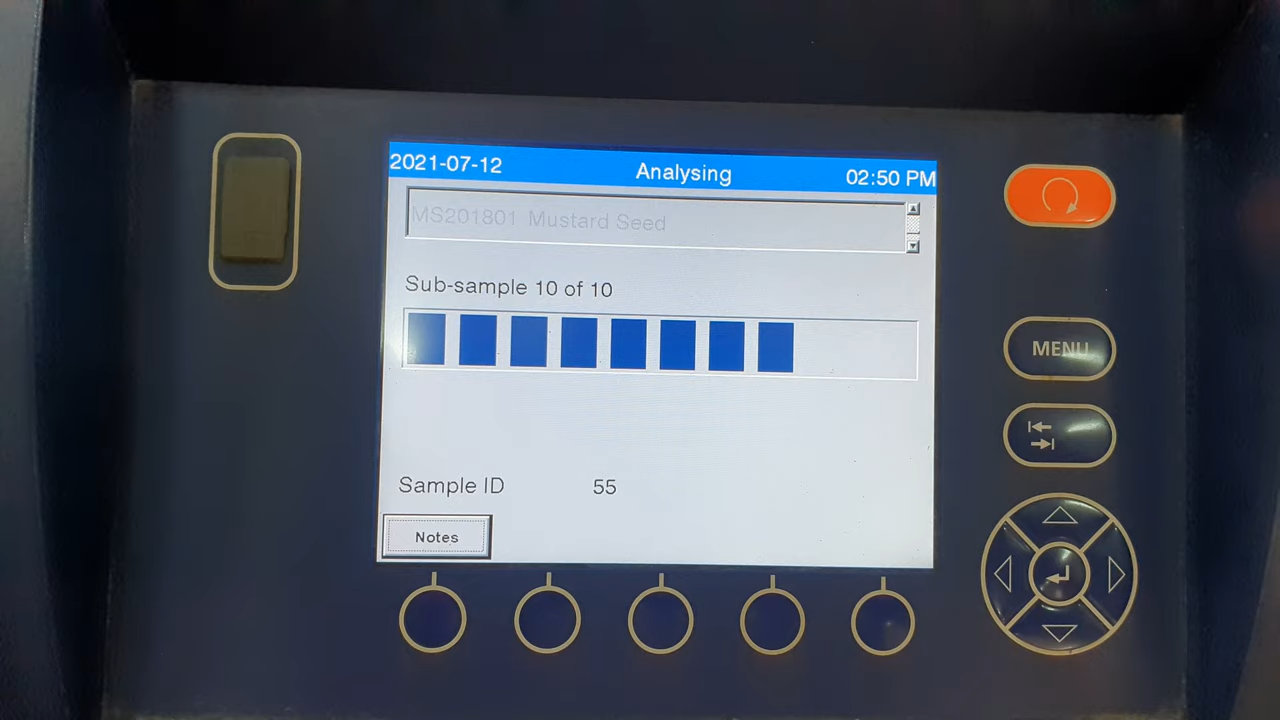 2021-07-12 Analysing 02:50 PM
MS201801 Mustard Seed
Sub-sample 10 of 10
Sample ID 55
Notes
MENU